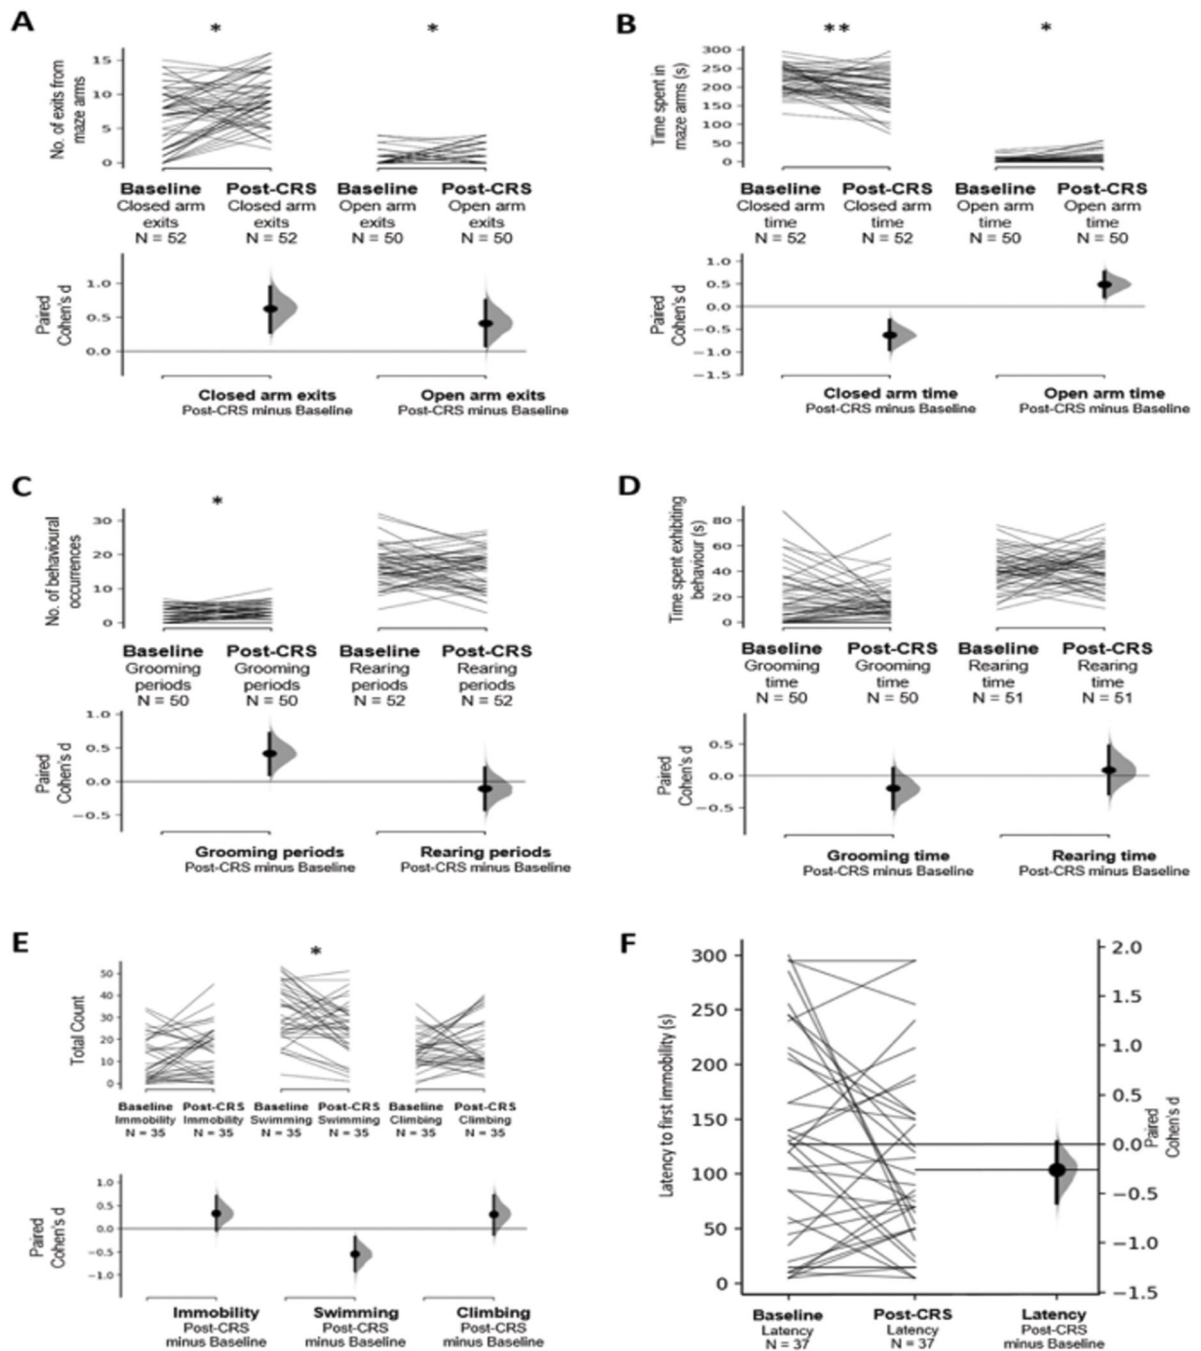 A
*
*
No. of exits from
maze arms
15
10
5
0
Baseline Post-CRS Baseline Post-CRS
Closed arm Closed arm Open arm Open arm
exits exits exits exits
N = 52 N = 52 N = 50 N = 50
Paired
Cohen's d
1.0
0.5
0.0
Closed arm exits Open arm exits
Post-CRS minus Baseline Post-CRS minus Baseline
B
**
*
Time spent in
maze arms (s)
300
250
200
150
100
50
0
Baseline Post-CRS Baseline Post-CRS
Closed arm Closed arm Open arm Open arm
time time time time
N = 52 N = 52 N = 50 N = 50
Paired
Cohen's d
1.0
0.5
0.0
−0.5
−1.0
−1.5
Closed arm time Open arm time
Post-CRS minus Baseline Post-CRS minus Baseline
C
*
No. of behavioural
occurrences
30
20
10
0
Baseline Post-CRS Baseline Post-CRS
Grooming Grooming Rearing Rearing
periods periods periods periods
N = 50 N = 50 N = 52 N = 52
Paired
Cohen's d
1.0
0.5
0.0
−0.5
Grooming periods Rearing periods
Post-CRS minus Baseline Post-CRS minus Baseline
D
Time spent exhibiting
behaviour (s)
80
60
40
20
0
Baseline Post-CRS Baseline Post-CRS
Grooming Grooming Rearing Rearing
time time time time
N = 50 N = 50 N = 51 N = 51
Paired
Cohen's d
0.5
0.0
−0.5
Grooming time Rearing time
Post-CRS minus Baseline Post-CRS minus Baseline
E
*
Total Count
50
40
30
20
10
0
Baseline Post-CRS Baseline Post-CRS Baseline Post-CRS
Immobility Immobility Swimming Swimming Climbing Climbing
N = 35 N = 35 N = 35 N = 35 N = 35 N = 35
Paired
Cohen's d
1.0
0.5
0.0
−0.5
−1.0
Immobility Swimming Climbing
Post-CRS Post-CRS Post-CRS
minus Baseline minus Baseline minus Baseline
F
Latency to first immobility (s)
300
250
200
150
100
50
0
2.0
1.5
1.0
0.5
0.0
−0.5
−1.0
−1.5
Paired
Cohen's d
Baseline Post-CRS Latency
Latency Latency Post-CRS
N = 37 N = 37 minus Baseline